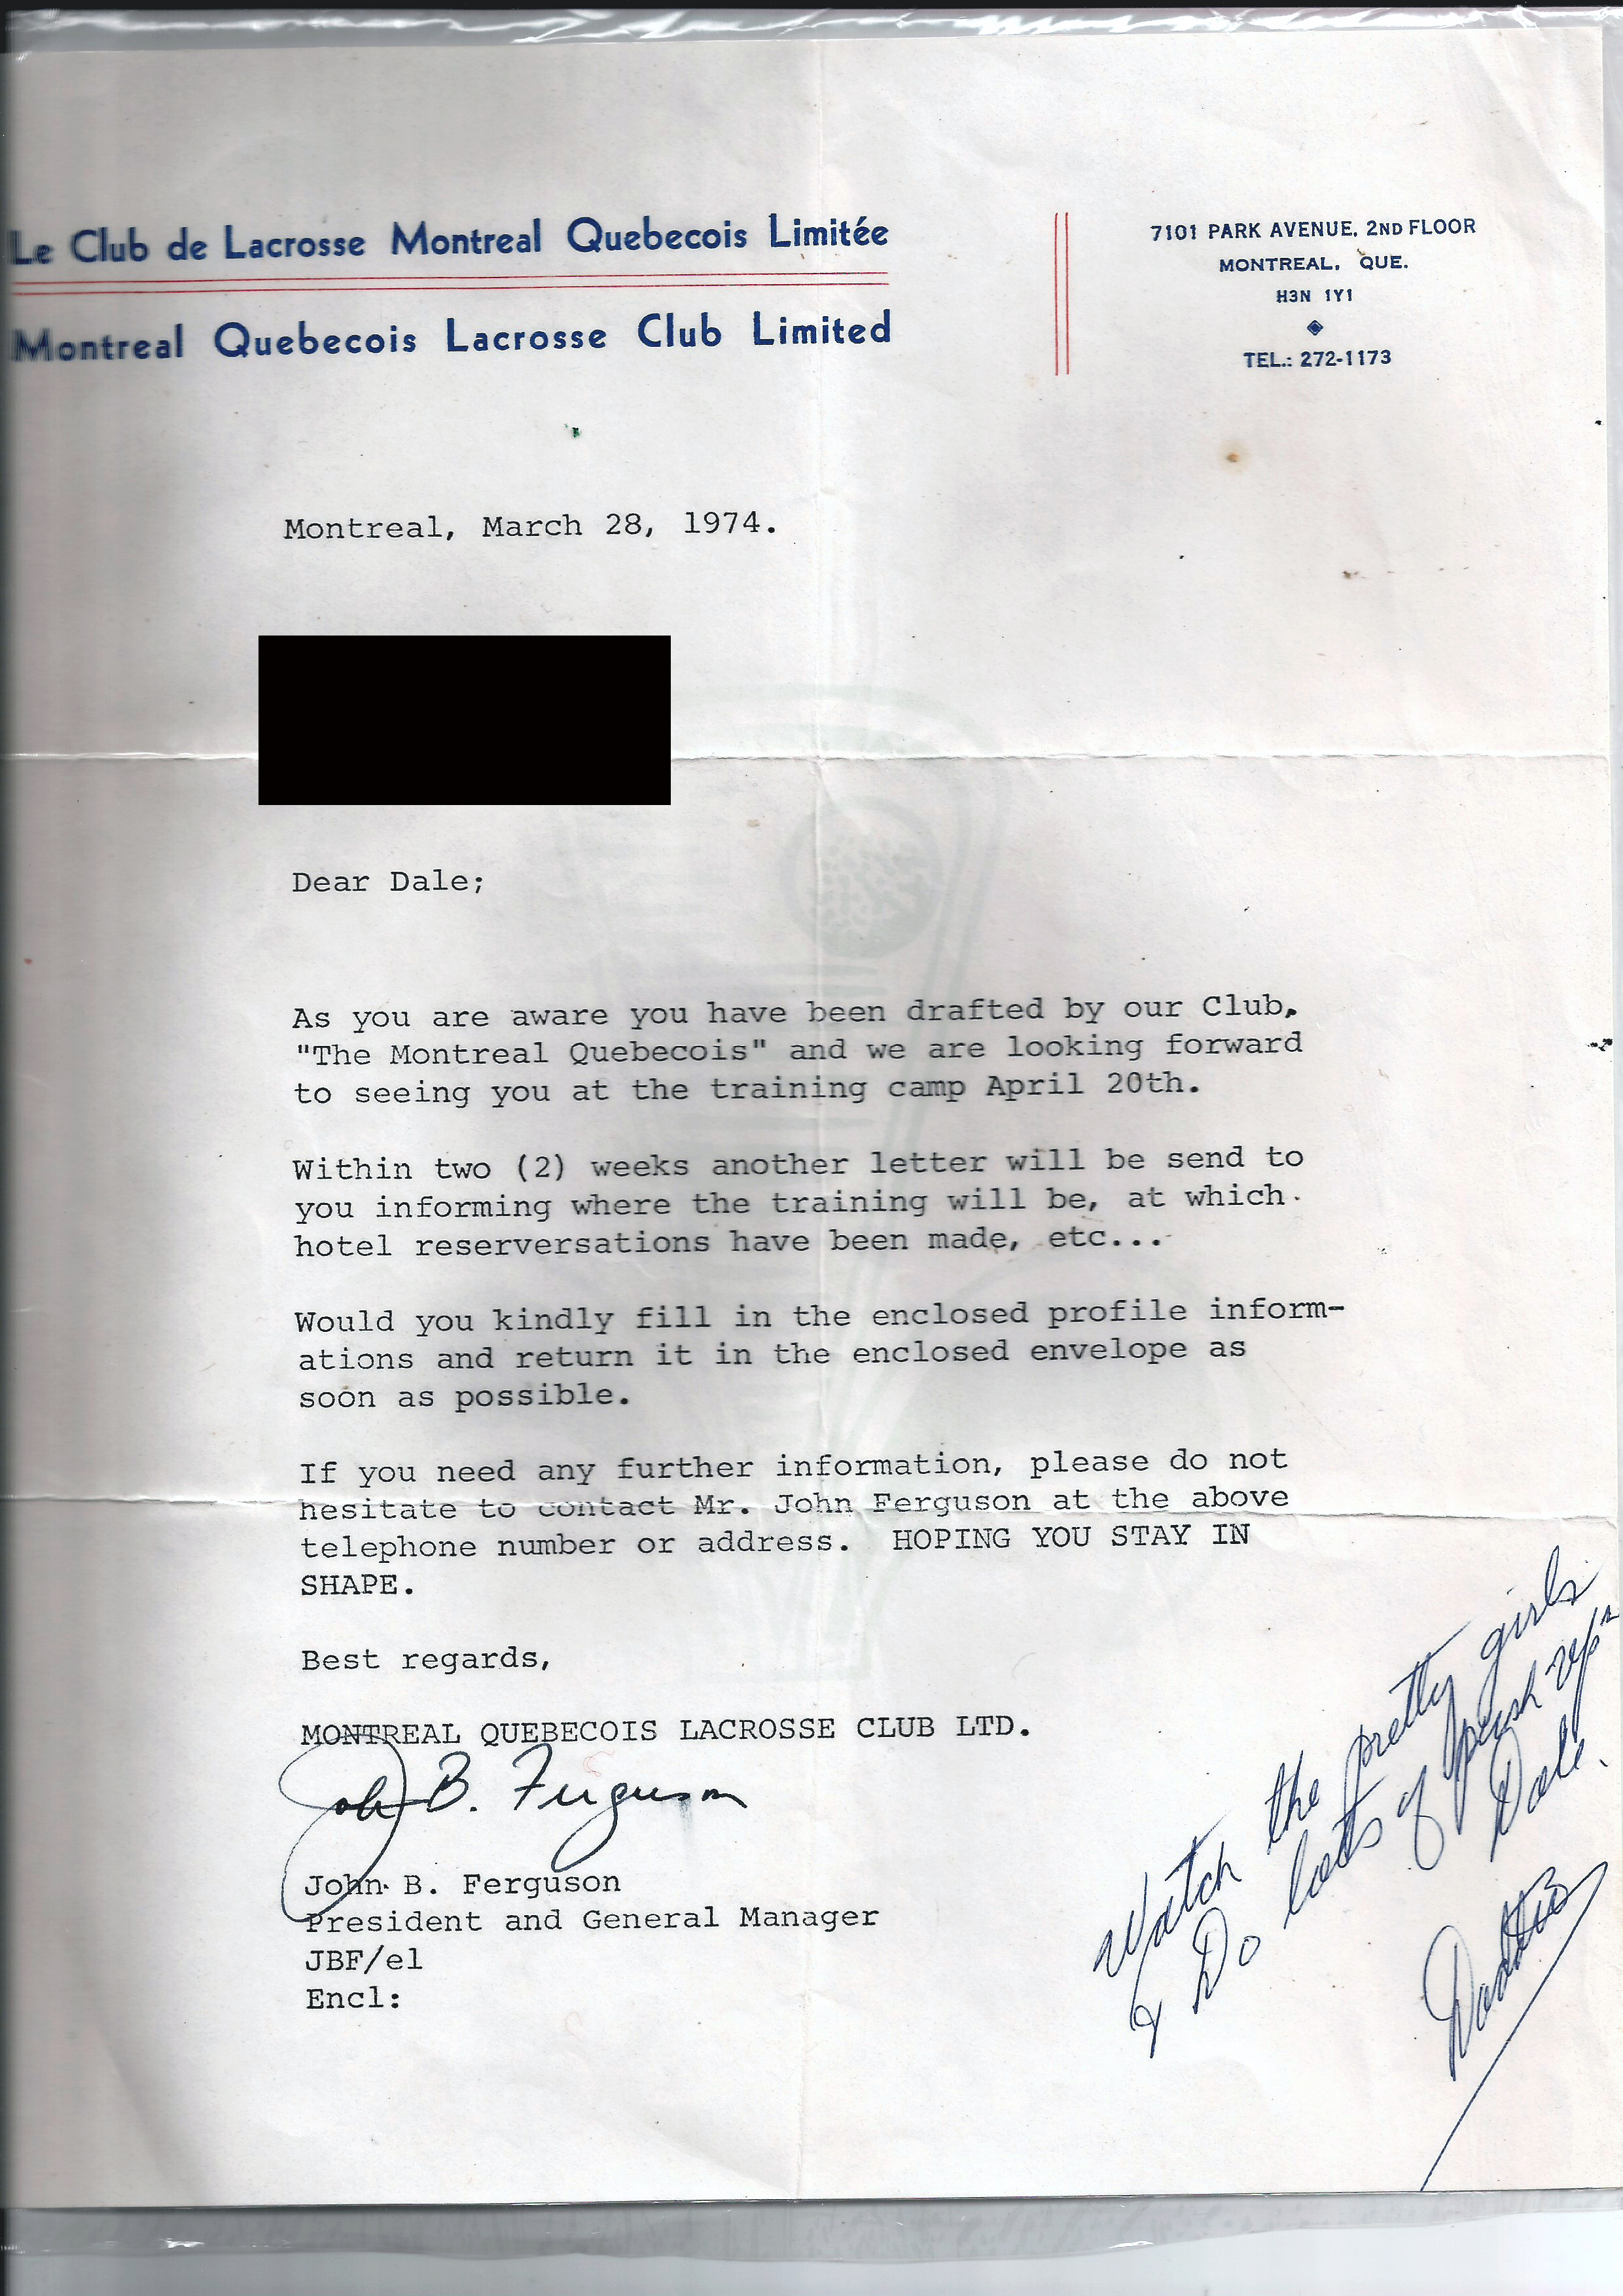 Le Club de Lacrosse Montreal Quebecois Limitée
Montreal Quebecois Lacrosse Club Limited
7101 PARK AVENUE, 2ND FLOOR
MONTREAL, QUE.
H3N 1Y1
TEL.: 272-1173
Montreal, March 28, 1974.
Dear Dale;
As you are aware you have been drafted by our Club,
"The Montreal Quebecois" and we are looking forward
to seeing you at the training camp April 20th.
Within two (2) weeks another letter will be send to
you informing where the training will be, at which
hotel reserversations have been made, etc...
Would you kindly fill in the enclosed profile inform-
ations and return it in the enclosed envelope as
soon as possible.
If you need any further information, please do not
hesitate to contact Mr. John Ferguson at the above
telephone number or address. HOPING YOU STAY IN
SHAPE.
Best regards,
MONTREAL QUEBECOIS LACROSSE CLUB LTD.
John B. Ferguson
John B. Ferguson
President and General Manager
JBF/el
Encl:
Watch the pretty girls
& Do lots of "push up"
Dale.